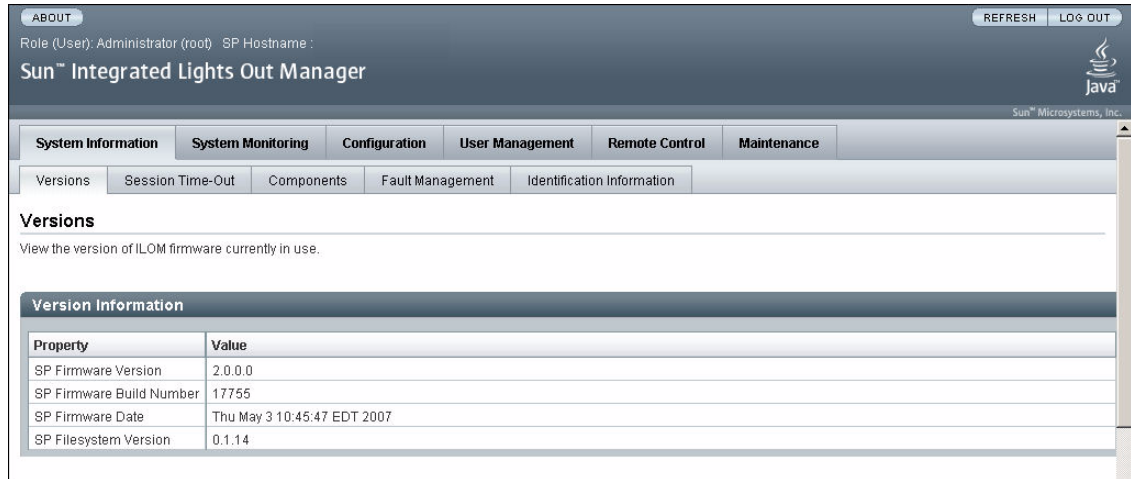 ABOUT
REFRESH LOG OUT
Role (User): Administrator (root) SP Hostname :
Sun™ Integrated Lights Out Manager
Java™
Sun™ Microsystems, Inc.
System Information System Monitoring Configuration User Management Remote Control Maintenance
Versions Session Time-Out Components Fault Management Identification Information
Versions
View the version of ILOM firmware currently in use.
Version Information
Property Value
SP Firmware Version 2.0.0.0
SP Firmware Build Number 17755
SP Firmware Date Thu May 3 10:45:47 EDT 2007
SP Filesystem Version 0.1.14